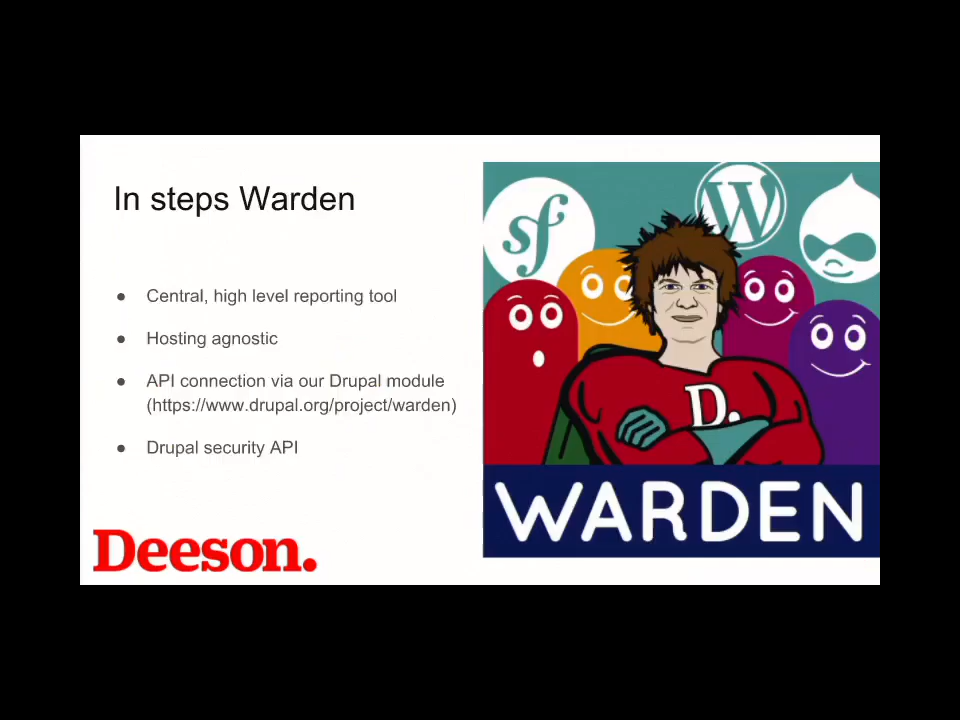 In steps Warden
● Central, high level reporting tool
● Hosting agnostic
● API connection via our Drupal module
(https://www.drupal.org/project/warden)
● Drupal security API
Deeson.
sf
W
D.
WARDEN